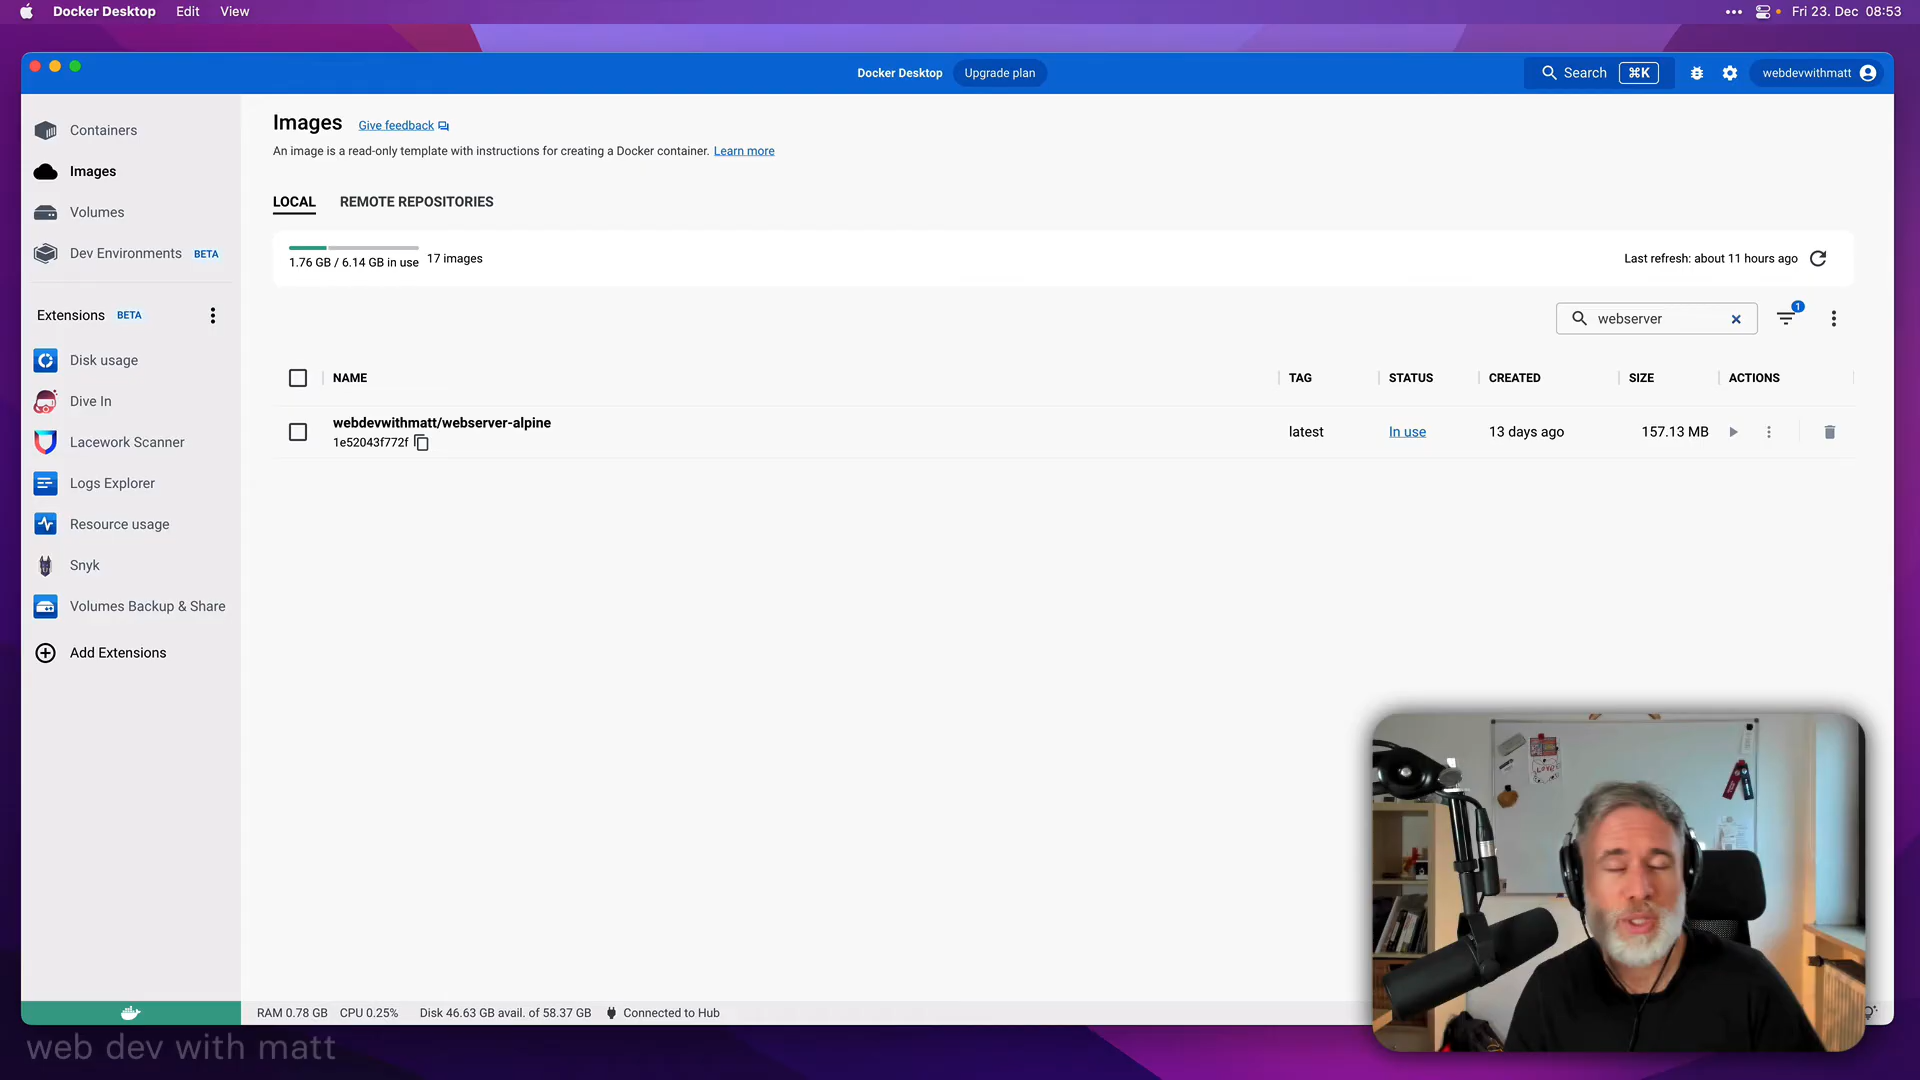 Docker Desktop Edit View
Fri 23. Dec 08:53
Docker Desktop Upgrade plan
Search ⌘K
webdevwithmatt
Containers
Images
Volumes
Dev Environments BETA
Extensions BETA
Disk usage
Dive In
Lacework Scanner
Logs Explorer
Resource usage
Snyk
Volumes Backup & Share
Add Extensions
Images Give feedback
An image is a read-only template with instructions for creating a Docker container. Learn more
LOCAL REMOTE REPOSITORIES
1.76 GB / 6.14 GB in use 17 images
Last refresh: about 11 hours ago
webserver
1
NAME TAG STATUS CREATED SIZE ACTIONS
webdevwithmatt/webserver-alpine
1e52043f772f
latest In use 13 days ago 157.13 MB
RAM 0.78 GB CPU 0.25% Disk 46.63 GB avail. of 58.37 GB Connected to Hub
web dev with matt